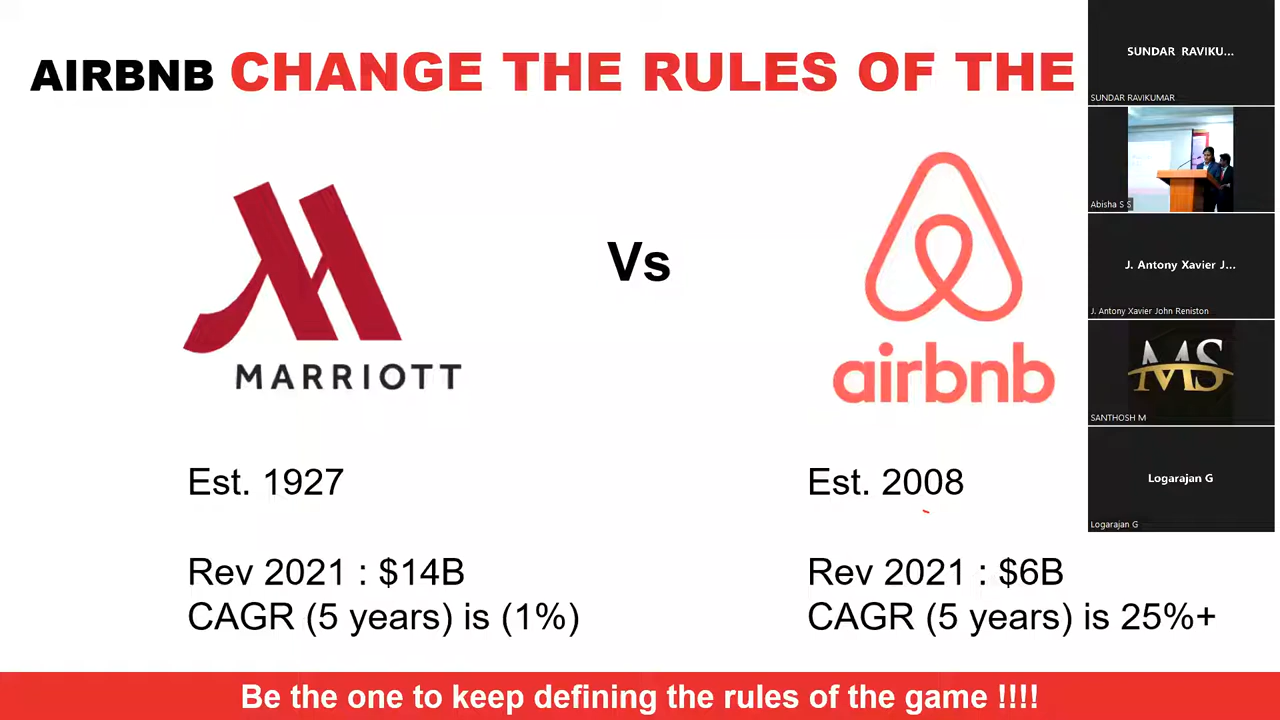 AIRBNB CHANGE THE RULES OF THE
MARRIOTT
Vs
airbnb
Est. 1927
Rev 2021 : $14B
CAGR (5 years) is (1%)
Est. 2008
Rev 2021 : $6B
CAGR (5 years) is 25%+
Be the one to keep defining the rules of the game !!!!
SUNDAR RAVIKU...
SUNDAR RAVIKUMAR
Abisha S S
J. Antony Xavier J...
J. Antony Xavier John Reniston
MS
SANTHOSH M
Logarajan G
Logarajan G